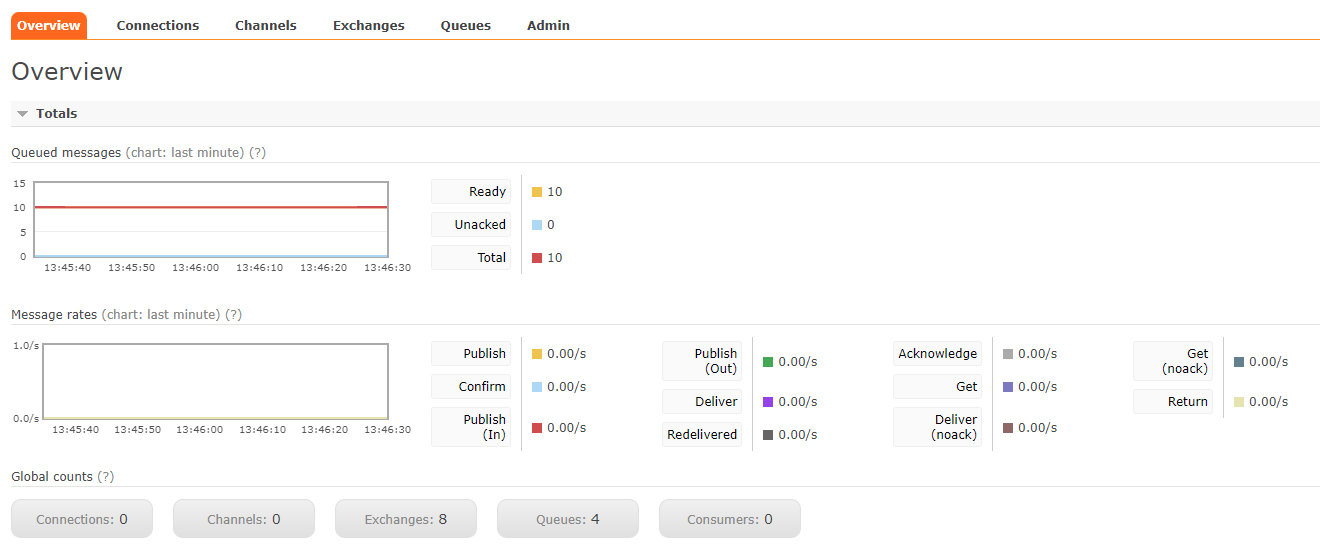 Overview Connections Channels Exchanges Queues Admin
Overview
Totals
Queued messages (chart: last minute) (?)
15
10
5
0
13:45:40 13:45:50 13:46:00 13:46:10 13:46:20 13:46:30
Ready 10
Unacked 0
Total 10
Message rates (chart: last minute) (?)
1.0/s
0.0/s
13:45:40 13:45:50 13:46:00 13:46:10 13:46:20 13:46:30
Publish 0.00/s
Confirm 0.00/s
Publish
(In) 0.00/s
Publish
(Out) 0.00/s
Deliver 0.00/s
Redelivered 0.00/s
Acknowledge 0.00/s
Get 0.00/s
Deliver
(noack) 0.00/s
Get
(noack) 0.00/s
Return 0.00/s
Global counts (?)
Connections: 0 Channels: 0 Exchanges: 8 Queues: 4 Consumers: 0